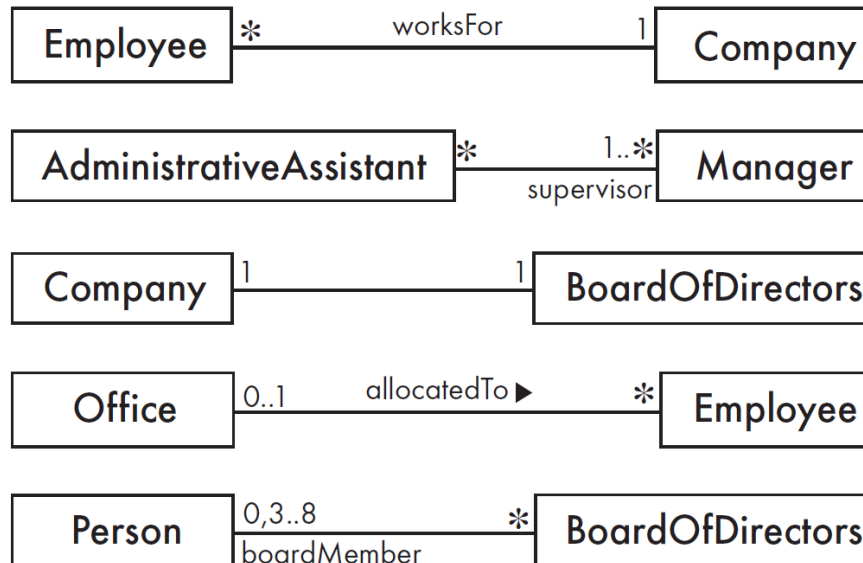 Employee * worksFor 1 Company
AdministrativeAssistant * 1..* Manager
supervisor
Company 1 1 BoardOfDirectors
Office 0..1 allocatedTo ▶ * Employee
Person 0,3..8 * BoardOfDirectors
boardMember